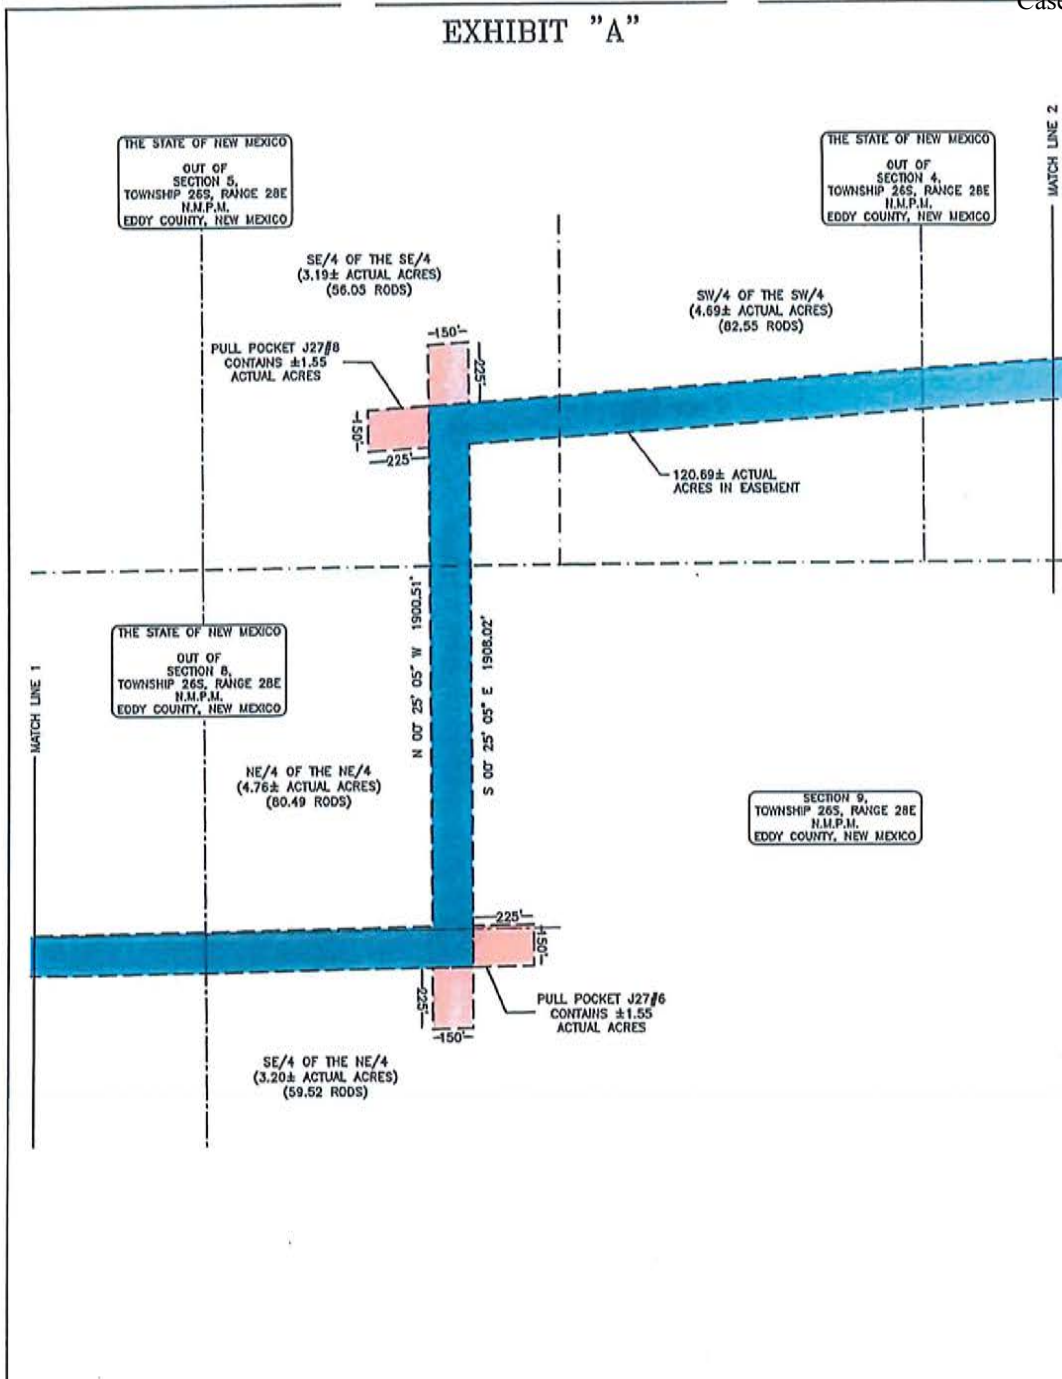 Case
EXHIBIT "A"
MATCH LINE 2
THE STATE OF NEW MEXICO
OUT OF
SECTION 5,
TOWNSHIP 26S, RANGE 28E
N.M.P.M.
EDDY COUNTY, NEW MEXICO
THE STATE OF NEW MEXICO
OUT OF
SECTION 4,
TOWNSHIP 26S, RANGE 28E
N.M.P.M.
EDDY COUNTY, NEW MEXICO
SE/4 OF THE SE/4
(3.19± ACTUAL ACRES)
(56.05 RODS)
SW/4 OF THE SW/4
(4.69± ACTUAL ACRES)
(82.55 RODS)
150'
225'
PULL POCKET J27#8
CONTAINS ±1.55
ACTUAL ACRES
150'
225'
120.69± ACTUAL
ACRES IN EASEMENT
N 00° 25' 05" W 1900.51'
S 00° 25' 05" E 1908.02'
THE STATE OF NEW MEXICO
OUT OF
SECTION 8,
TOWNSHIP 26S, RANGE 28E
N.M.P.M.
EDDY COUNTY, NEW MEXICO
MATCH LINE 1
NE/4 OF THE NE/4
(4.76± ACTUAL ACRES)
(80.49 RODS)
SECTION 9,
TOWNSHIP 26S, RANGE 28E
N.M.P.M.
EDDY COUNTY, NEW MEXICO
225'
150'
225'
150'
PULL POCKET J27#6
CONTAINS ±1.55
ACTUAL ACRES
SE/4 OF THE NE/4
(3.20± ACTUAL ACRES)
(59.52 RODS)